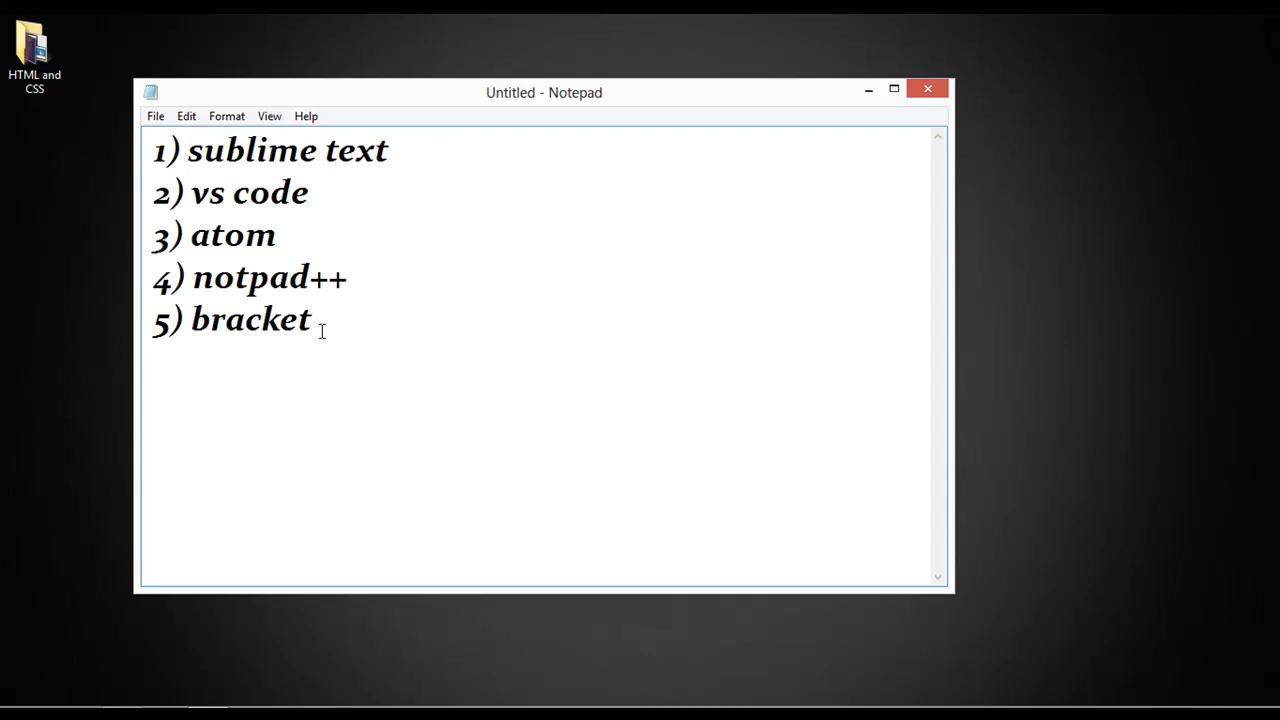 HTML and
CSS
Untitled - Notepad
File Edit Format View Help
1) sublime text
2) vs code
3) atom
4) notpad++
5) bracket